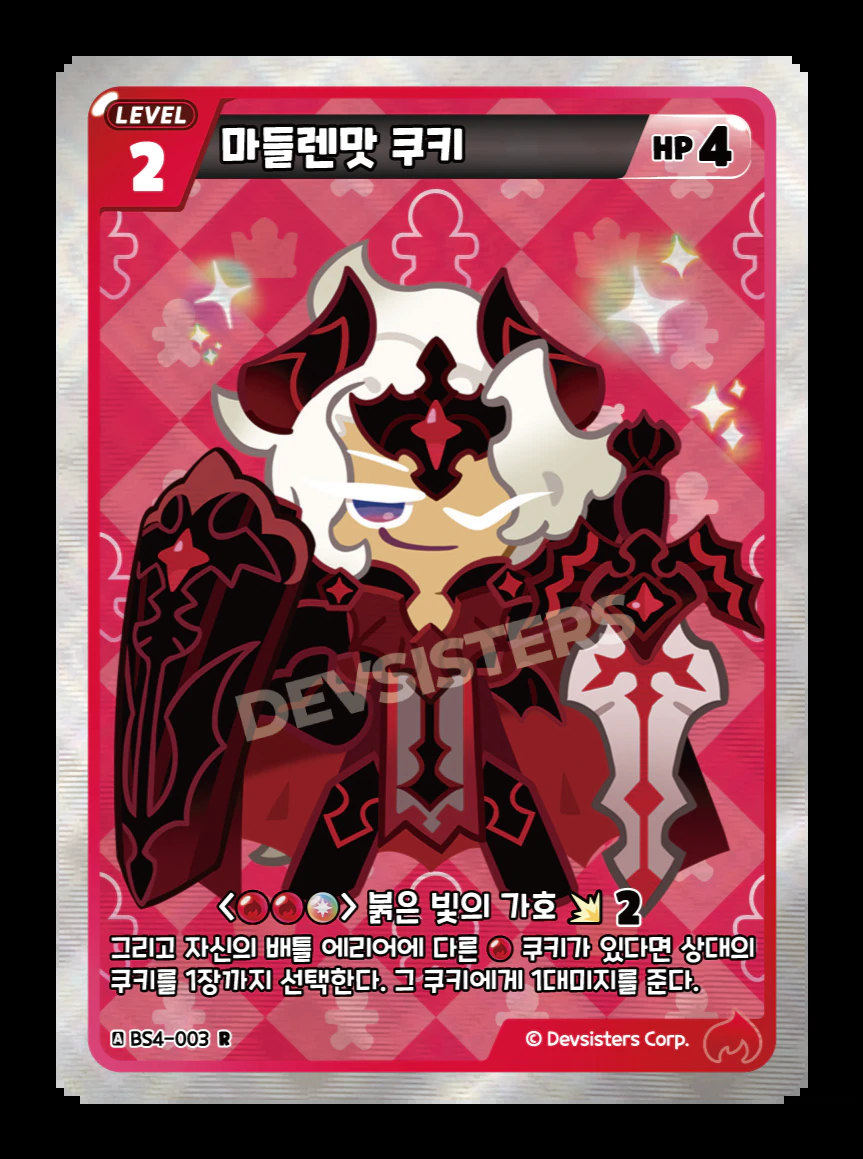 LEVEL
2
마들렌맛 쿠키
HP 4
DEVSISTERS
< > 붉은 빛의 가호 2
그리고 자신의 배틀 에리어에 다른 쿠키가 있다면 상대의
쿠키를 1장까지 선택한다. 그 쿠키에게 1대미지를 준다.
A BS4-003 R
© Devsisters Corp.